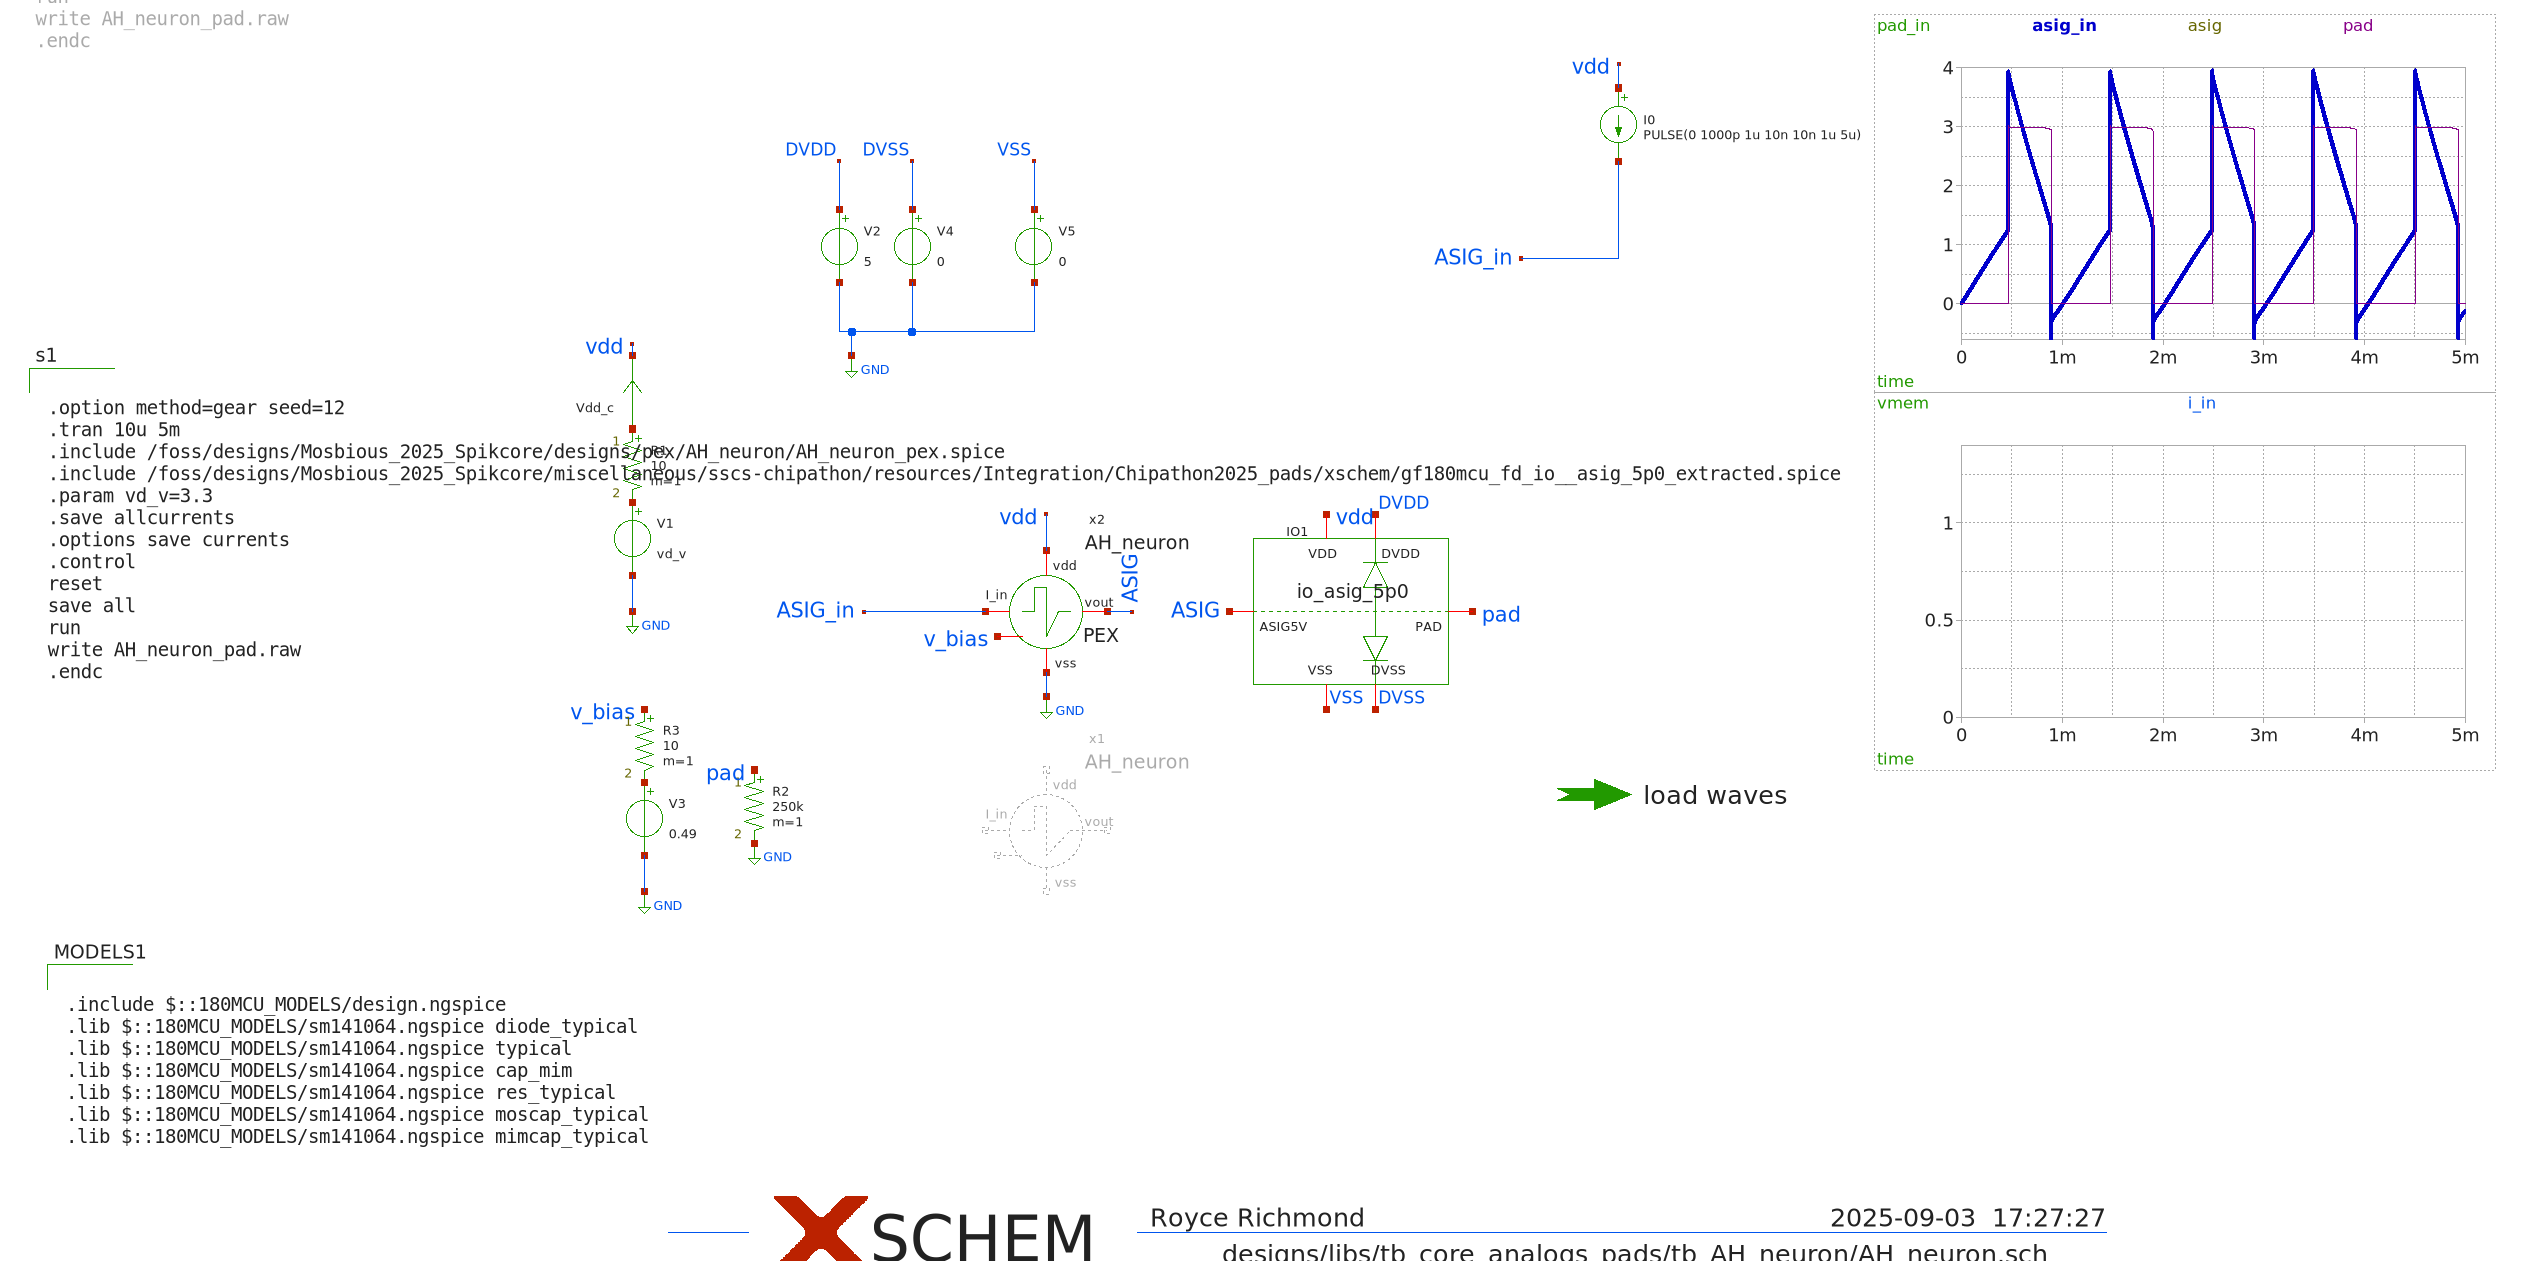 write AH_neuron_pad.raw
.endc
pad_in
asig_in
asig
pad
4
3
2
1
0
0
1m
2m
3m
4m
5m
time
vmem
i_in
1
0.5
0
0
1m
2m
3m
4m
5m
time
vdd
I0
PULSE(0 1000p 1u 10n 10n 1u 5u)
ASIG_in
DVDD
DVSS
VSS
V2
5
V4
0
V5
0
GND
s1
.option method=gear seed=12
.tran 10u 5m
.include /foss/designs/Mosbious_2025_Spikcore/designs/pex/AH_neuron/AH_neuron_pex.spice
.include /foss/designs/Mosbious_2025_Spikcore/miscellaneous/sscs-chipathon/resources/Integration/Chipathon2025_pads/xschem/gf180mcu_fd_io__asig_5p0_extracted.spice
.param vd_v=3.3
.save allcurrents
.options save currents
.control
reset
save all
run
write AH_neuron_pad.raw
.endc
vdd
Vdd_c
1
10
m=1
2
V1
vd_v
GND
ASIG_in
vdd
x2
AH_neuron
vdd
I_in
vout
ASIG
v_bias
PEX
vss
GND
DVDD
vdd
IO1
VDD
DVDD
io_asig_5p0
ASIG
pad
ASIG5V
PAD
VSS
DVSS
VSS
DVSS
v_bias
1
R3
10
m=1
2
V3
0.49
GND
pad
1
R2
250k
m=1
2
GND
x1
AH_neuron
vdd
I_in
vout
vss
load waves
MODELS1
.include $::180MCU_MODELS/design.ngspice
.lib $::180MCU_MODELS/sm141064.ngspice diode_typical
.lib $::180MCU_MODELS/sm141064.ngspice typical
.lib $::180MCU_MODELS/sm141064.ngspice cap_mim
.lib $::180MCU_MODELS/sm141064.ngspice res_typical
.lib $::180MCU_MODELS/sm141064.ngspice moscap_typical
.lib $::180MCU_MODELS/sm141064.ngspice mimcap_typical
XSCHEM
Royce Richmond
2025-09-03 17:27:27
designs/libs/tb_core_analogs_pads/tb_AH_neuron/AH_neuron.sch